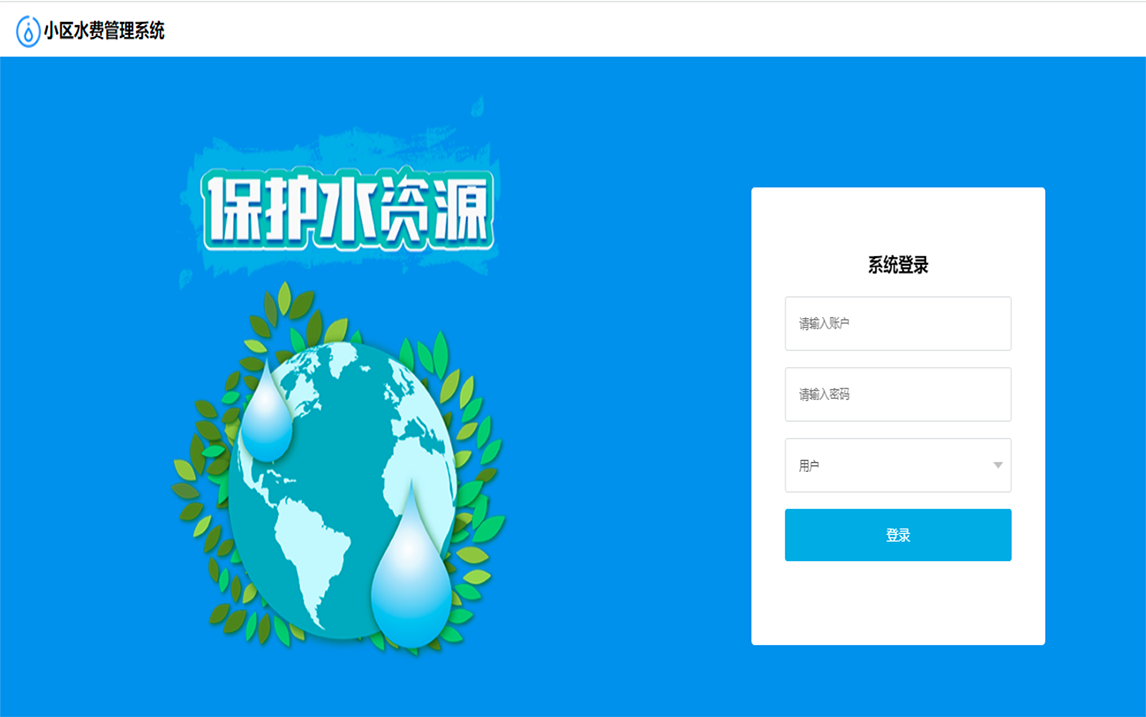 小区水费管理系统
保护水资源
系统登录
请输入账户
请输入密码
用户
登录